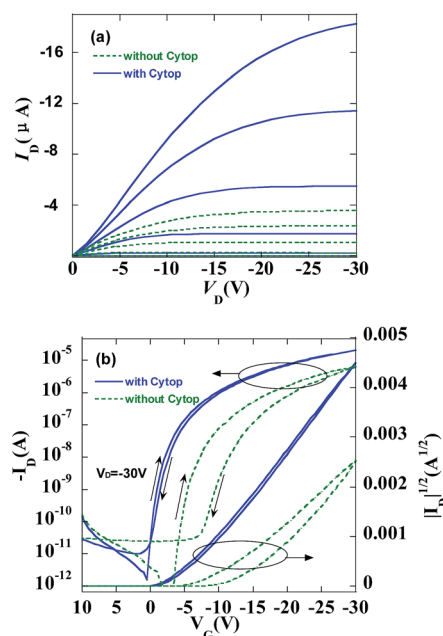 (a)
without Cytop
with Cytop
-16
-12
-8
-4
I_D(μA)
0 -5 -10 -15 -20 -25 -30
V_D(V)
(b)
with Cytop
without Cytop
V_D=-30V
10^-5
10^-6
10^-7
10^-8
10^-9
10^-10
10^-11
10^-12
-I_D(A)
0.005
0.004
0.003
0.002
0.001
0
|I_D|^1/2(A^1/2)
10 5 0 -5 -10 -15 -20 -25 -30
V_G(V)